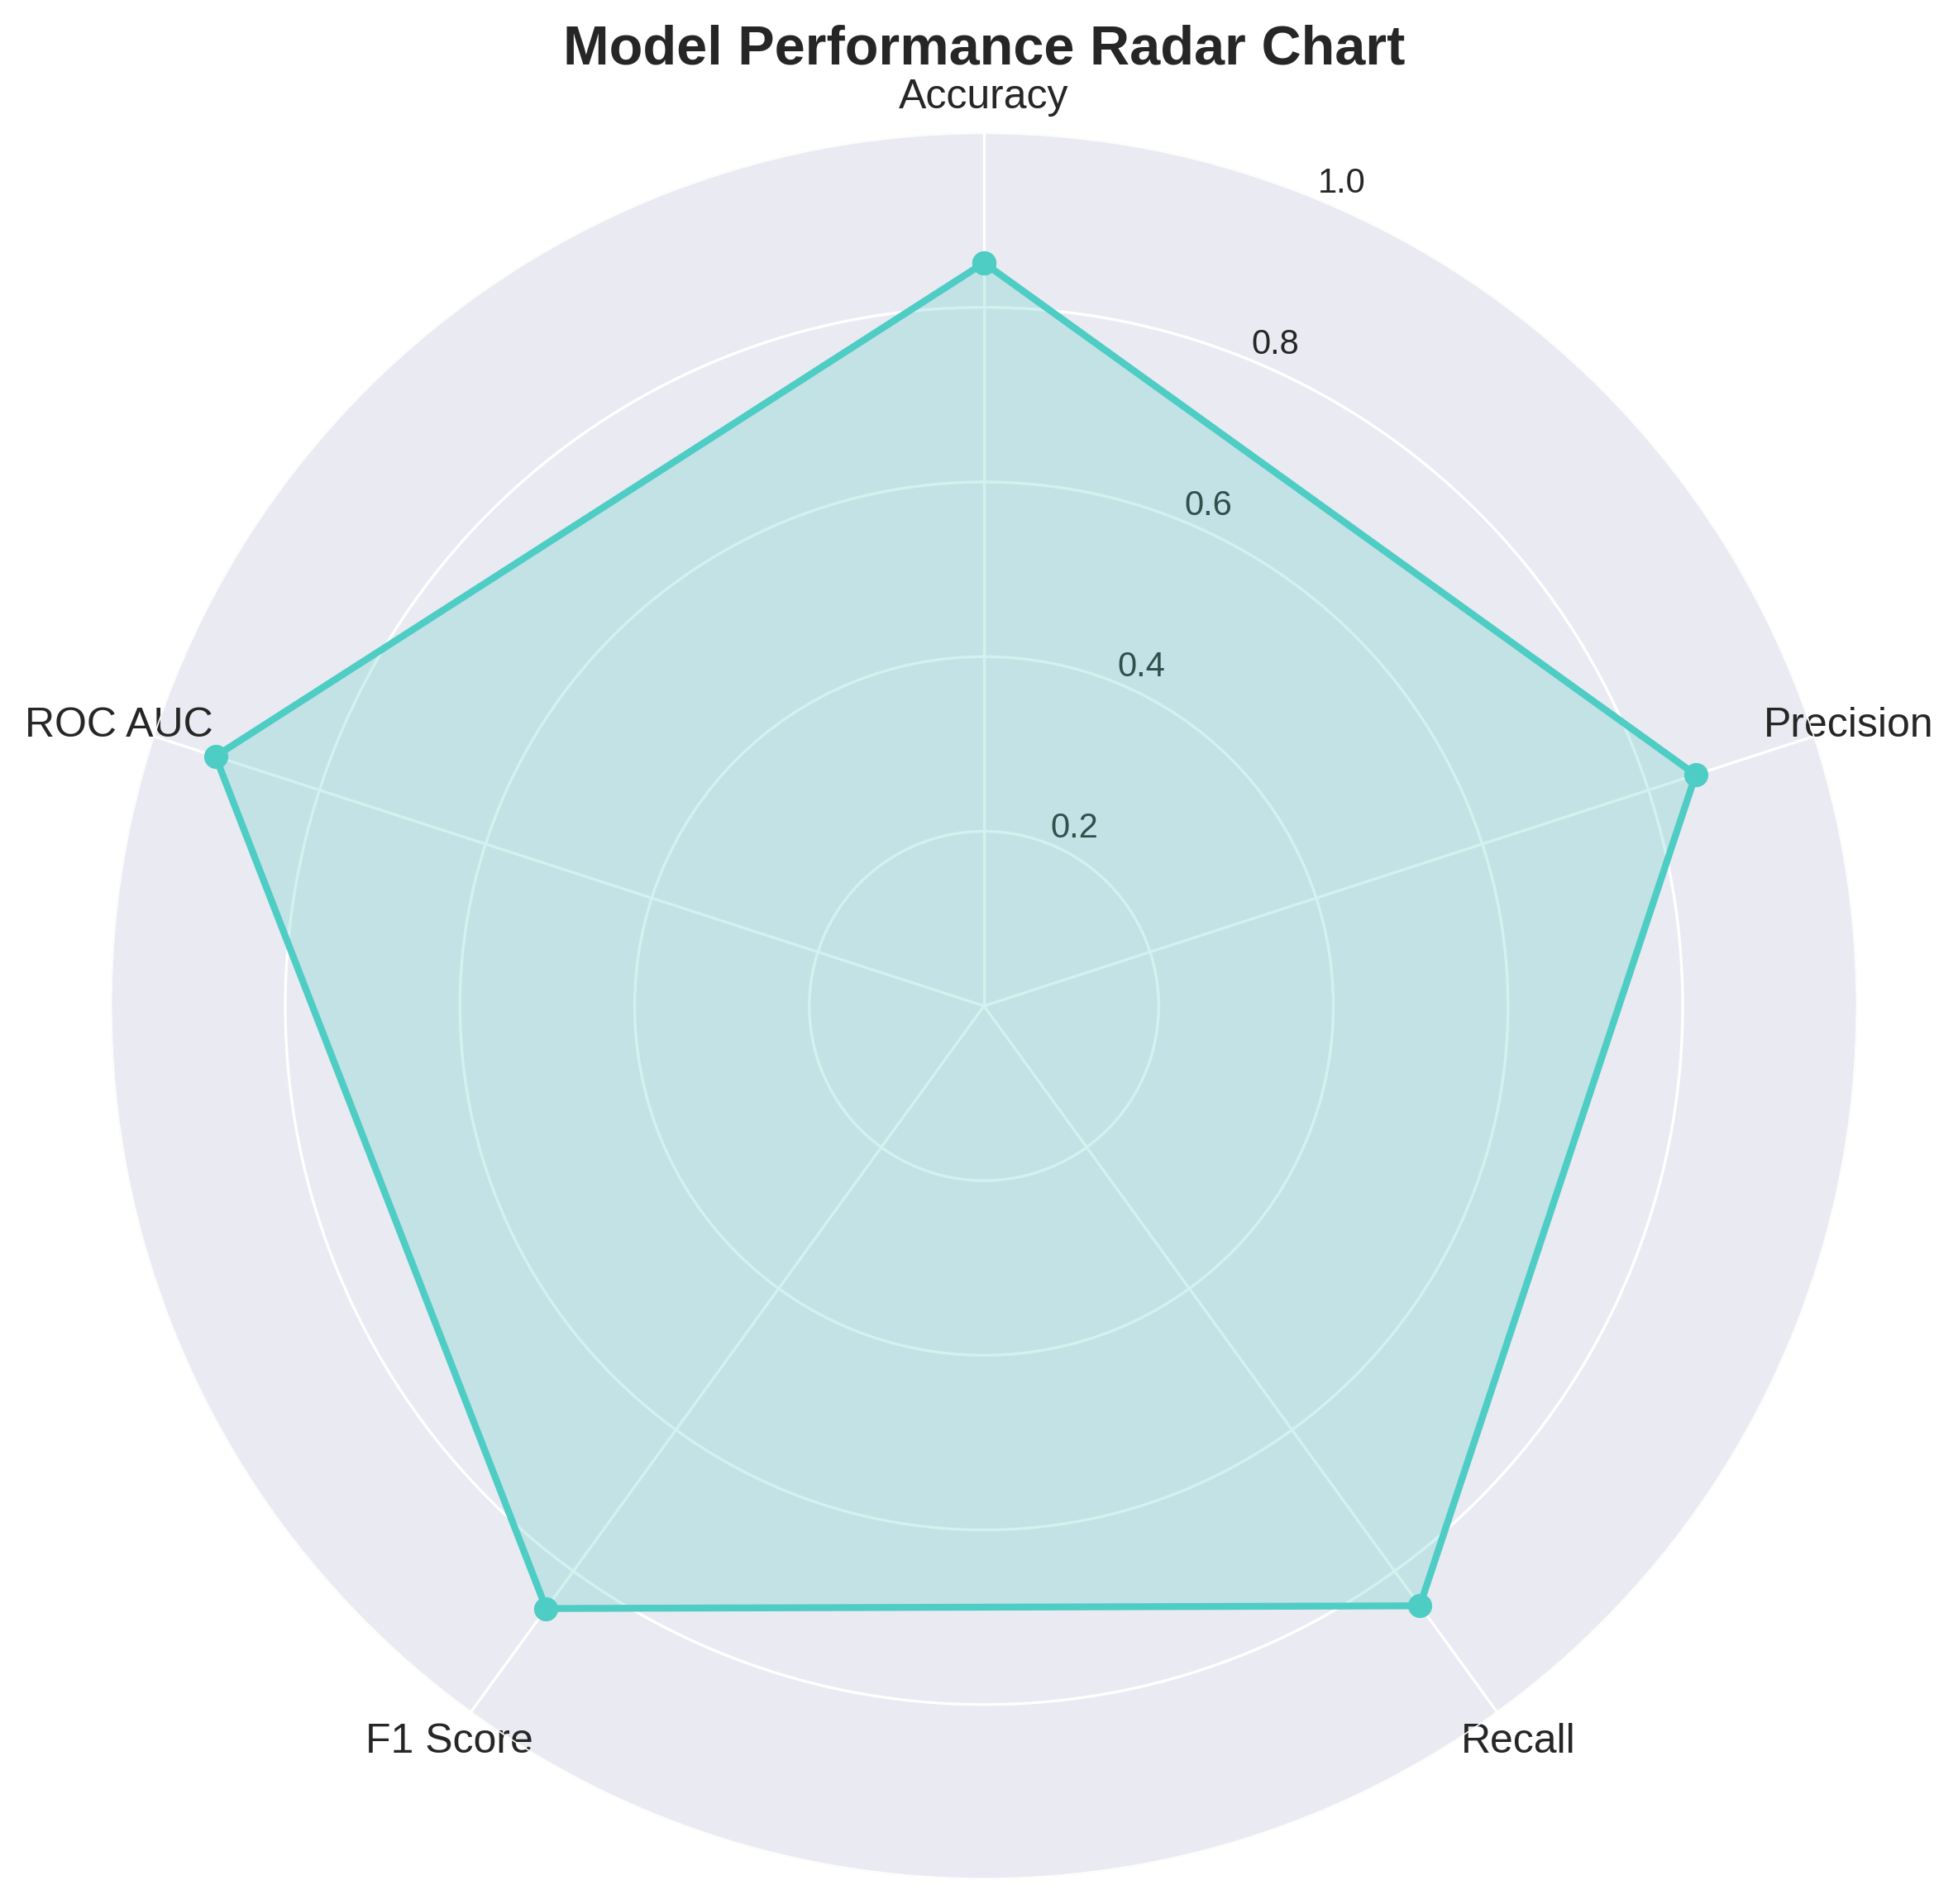 Model Performance Radar Chart
Accuracy
1.0
0.8
0.6
0.4
0.2
ROC AUC
Precision
F1 Score
Recall